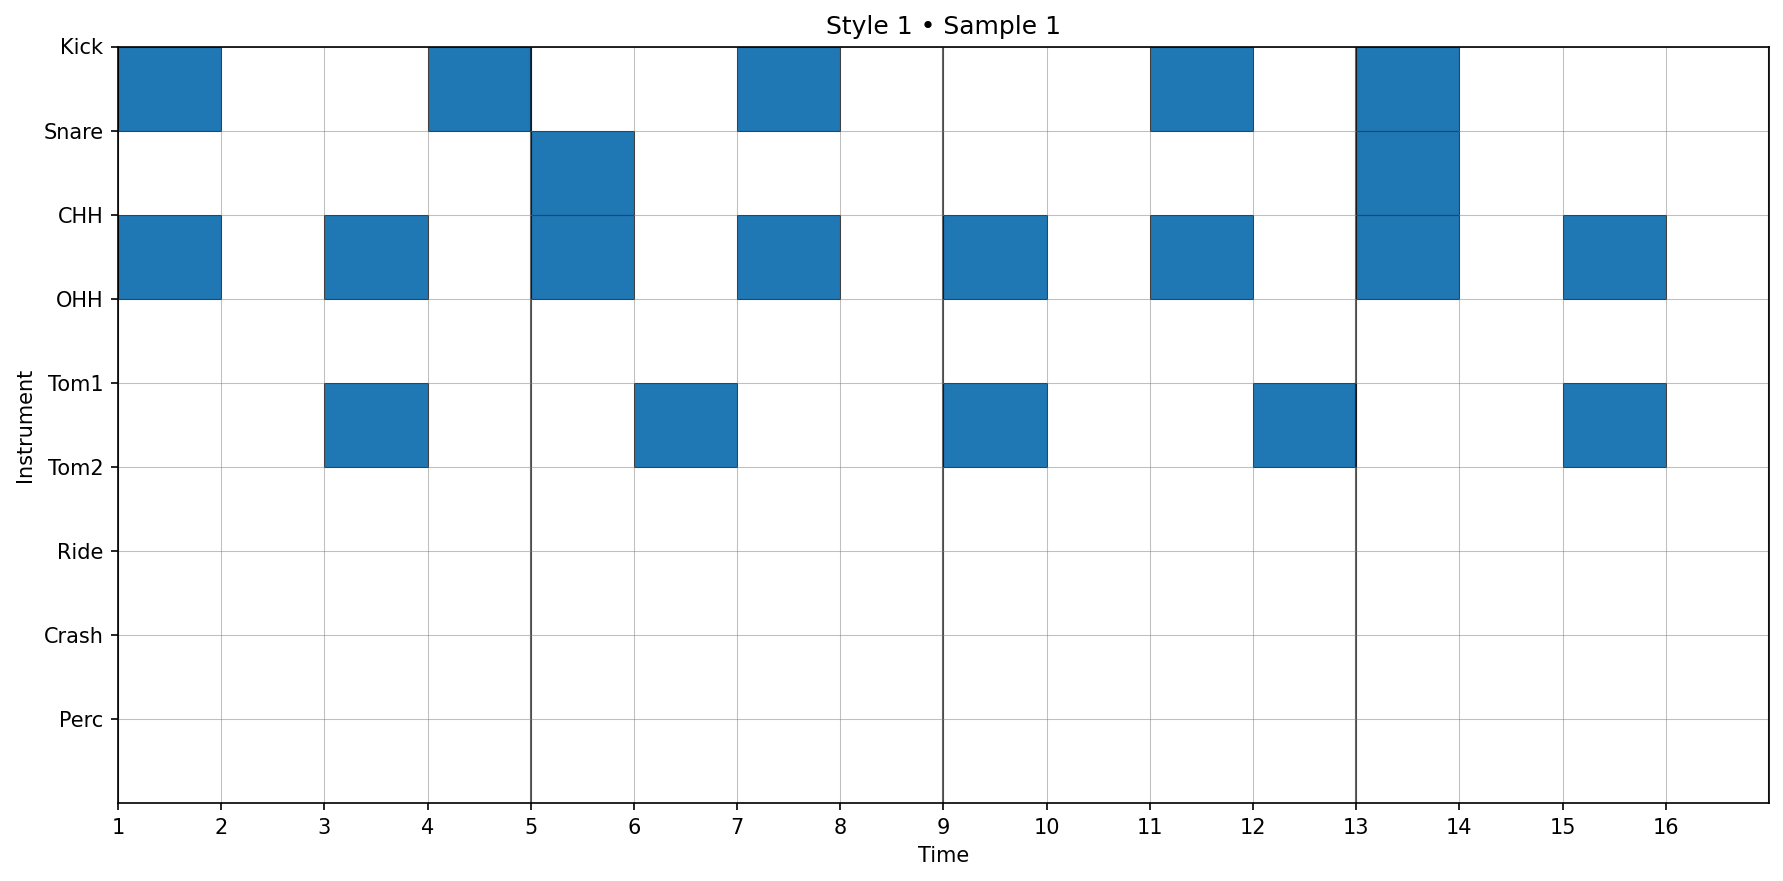 Style 1 • Sample 1
Kick
Snare
CHH
OHH
Tom1
Tom2
Ride
Crash
Perc
Instrument
1 2 3 4 5 6 7 8 9 10 11 12 13 14 15 16
Time